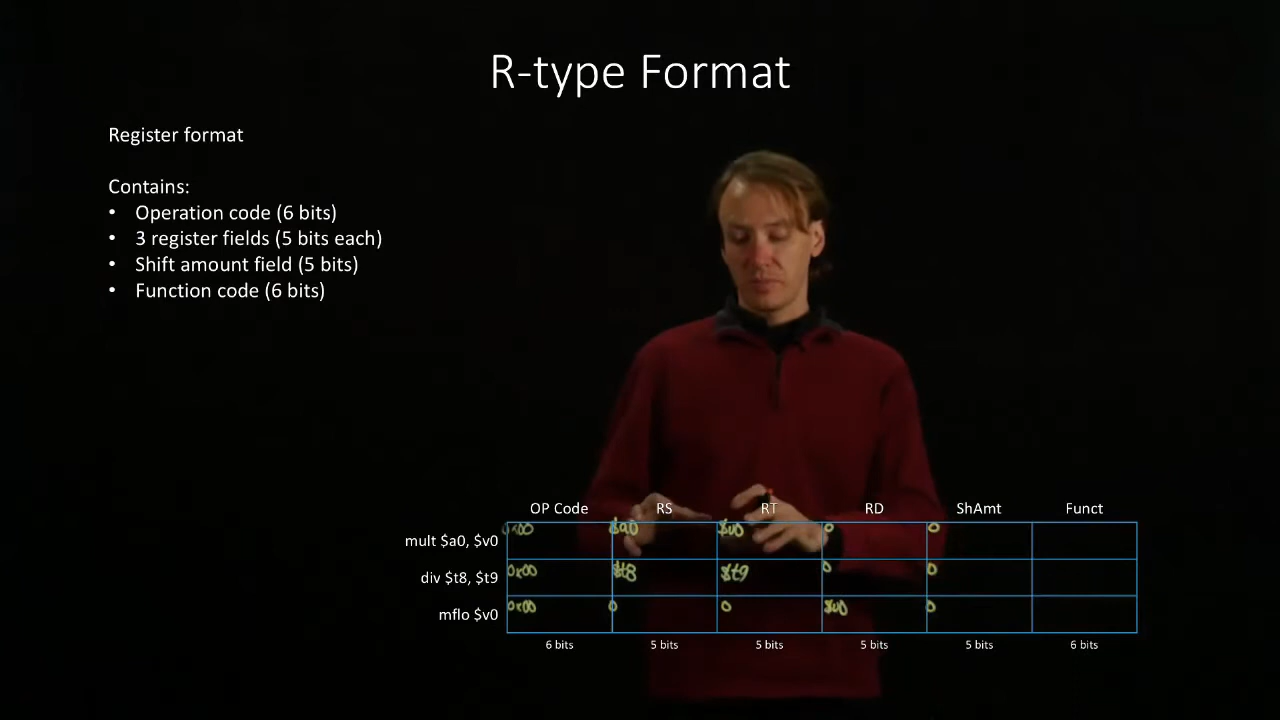 R-type Format
Register format
Contains:
• Operation code (6 bits)
• 3 register fields (5 bits each)
• Shift amount field (5 bits)
• Function code (6 bits)
OP Code RS RT RD ShAmt Funct
mult $a0, $v0 0x00 $a0 $v0 0 0
div $t8, $t9 0x00 $t8 $t9 0 0
mflo $v0 0x00 0 0 $v0 0
6 bits 5 bits 5 bits 5 bits 5 bits 6 bits